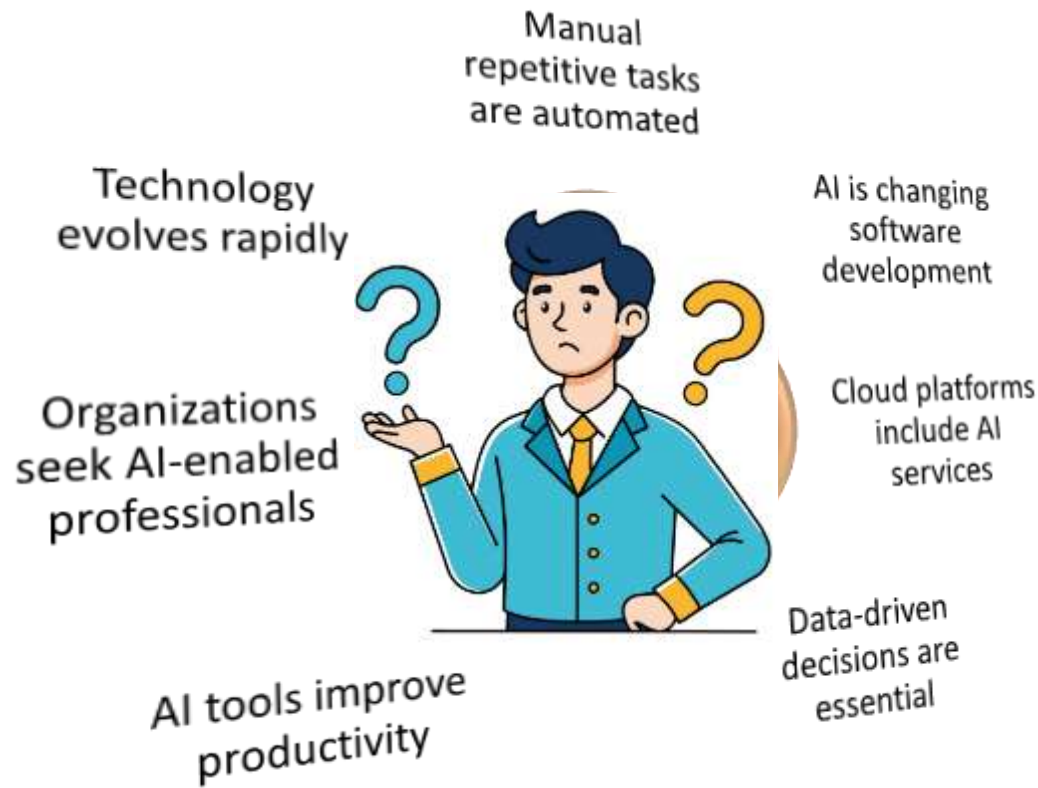 Manual
repetitive tasks
are automated
Technology
evolves rapidly
AI is changing
software
development
Organizations
seek AI-enabled
professionals
Cloud platforms
include AI
services
Data-driven
decisions are
essential
AI tools improve
productivity